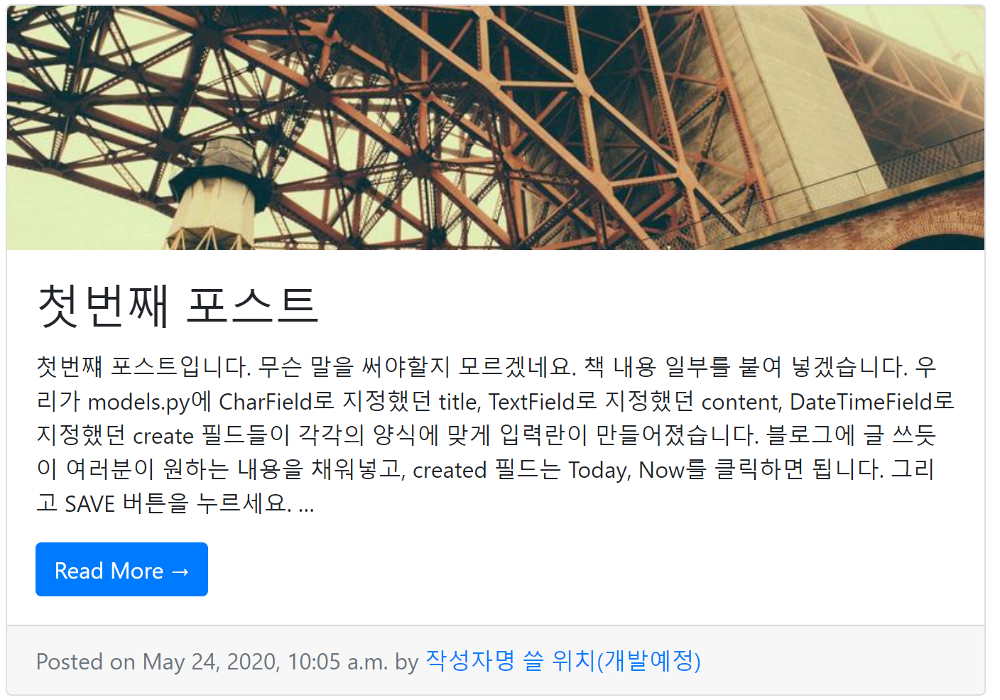 첫번째 포스트
첫번쨰 포스트입니다. 무슨 말을 써야할지 모르겠네요. 책 내용 일부를 붙여 넣겠습니다. 우
리가 models.py에 CharField로 지정했던 title, TextField로 지정했던 content, DateTimeField로
지정했던 create 필드들이 각각의 양식에 맞게 입력란이 만들어졌습니다. 블로그에 글 쓰듯
이 여러분이 원하는 내용을 채워넣고, created 필드는 Today, Now를 클릭하면 됩니다. 그리
고 SAVE 버튼을 누르세요. ...
Read More →
Posted on May 24, 2020, 10:05 a.m. by 작성자명 쓸 위치(개발예정)